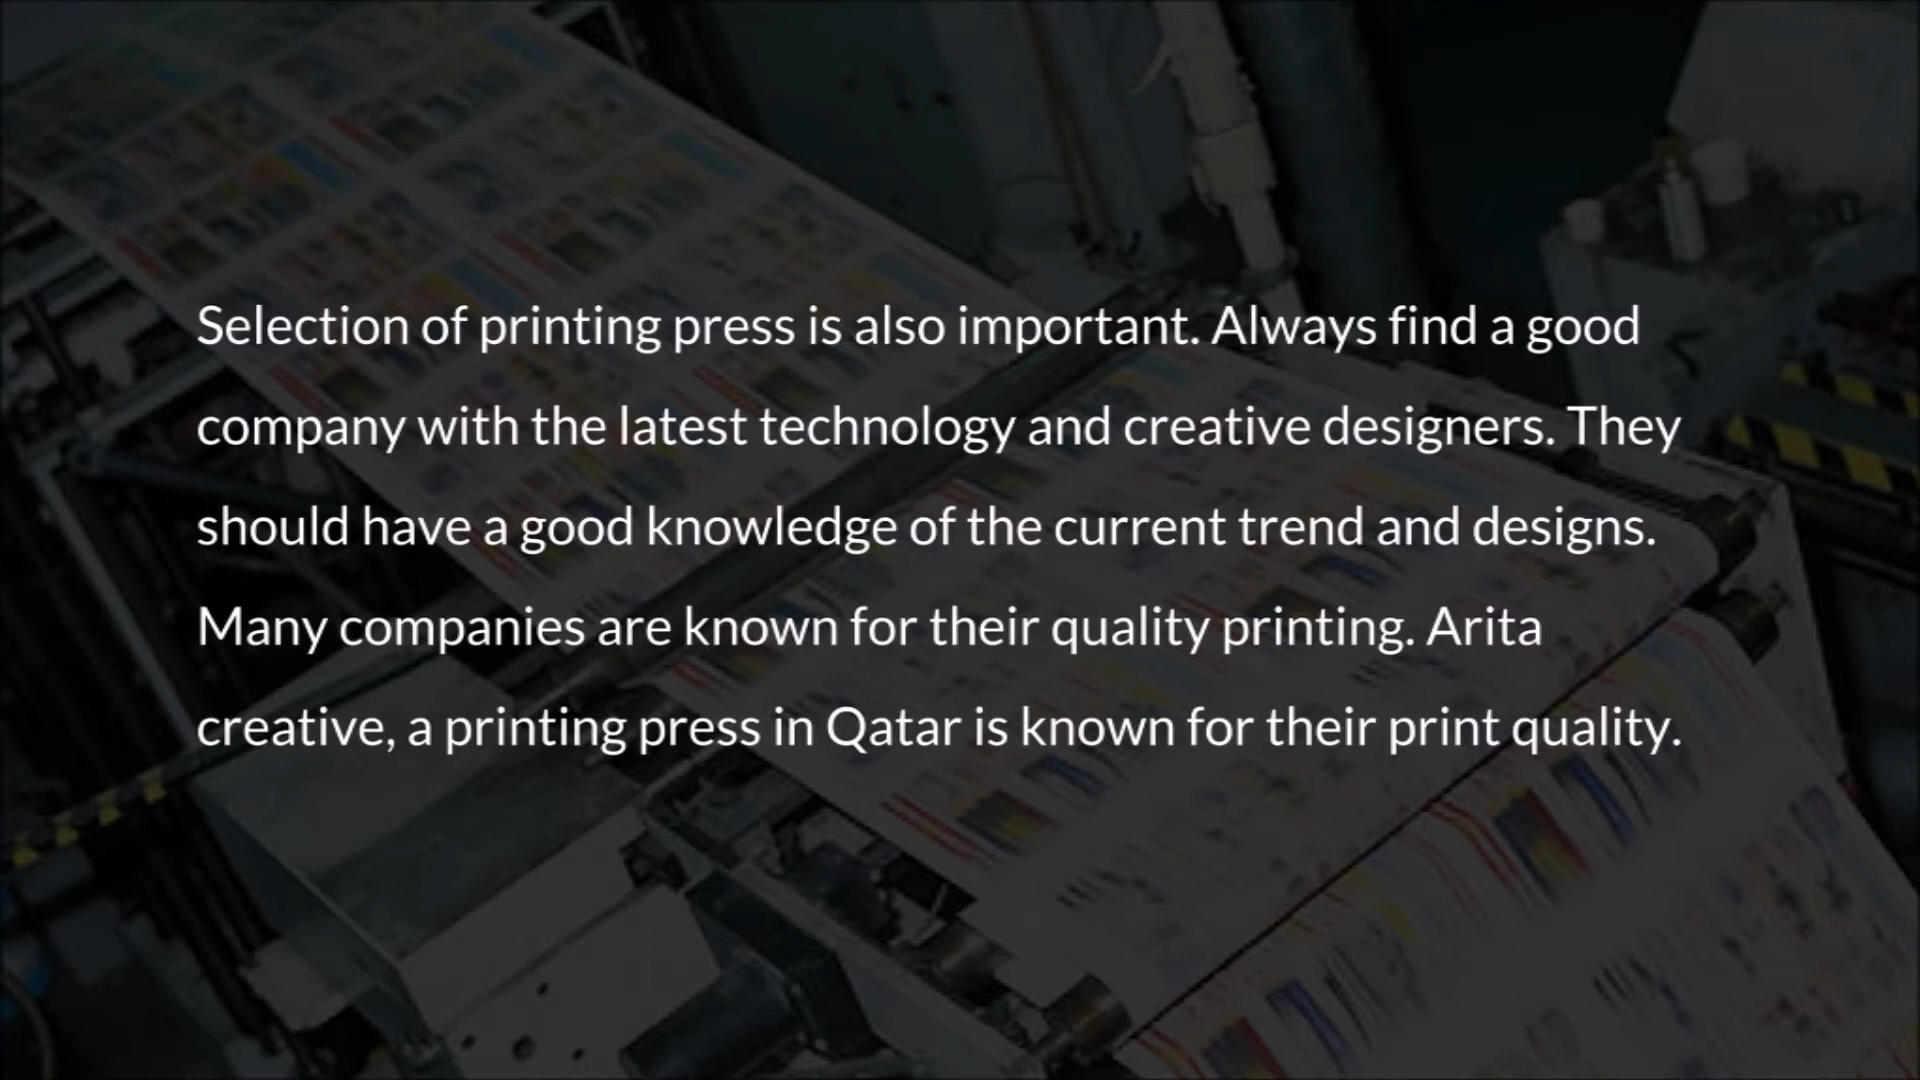 Selection of printing press is also important. Always find a good
company with the latest technology and creative designers. They
should have a good knowledge of the current trend and designs.
Many companies are known for their quality printing. Arita
creative, a printing press in Qatar is known for their print quality.